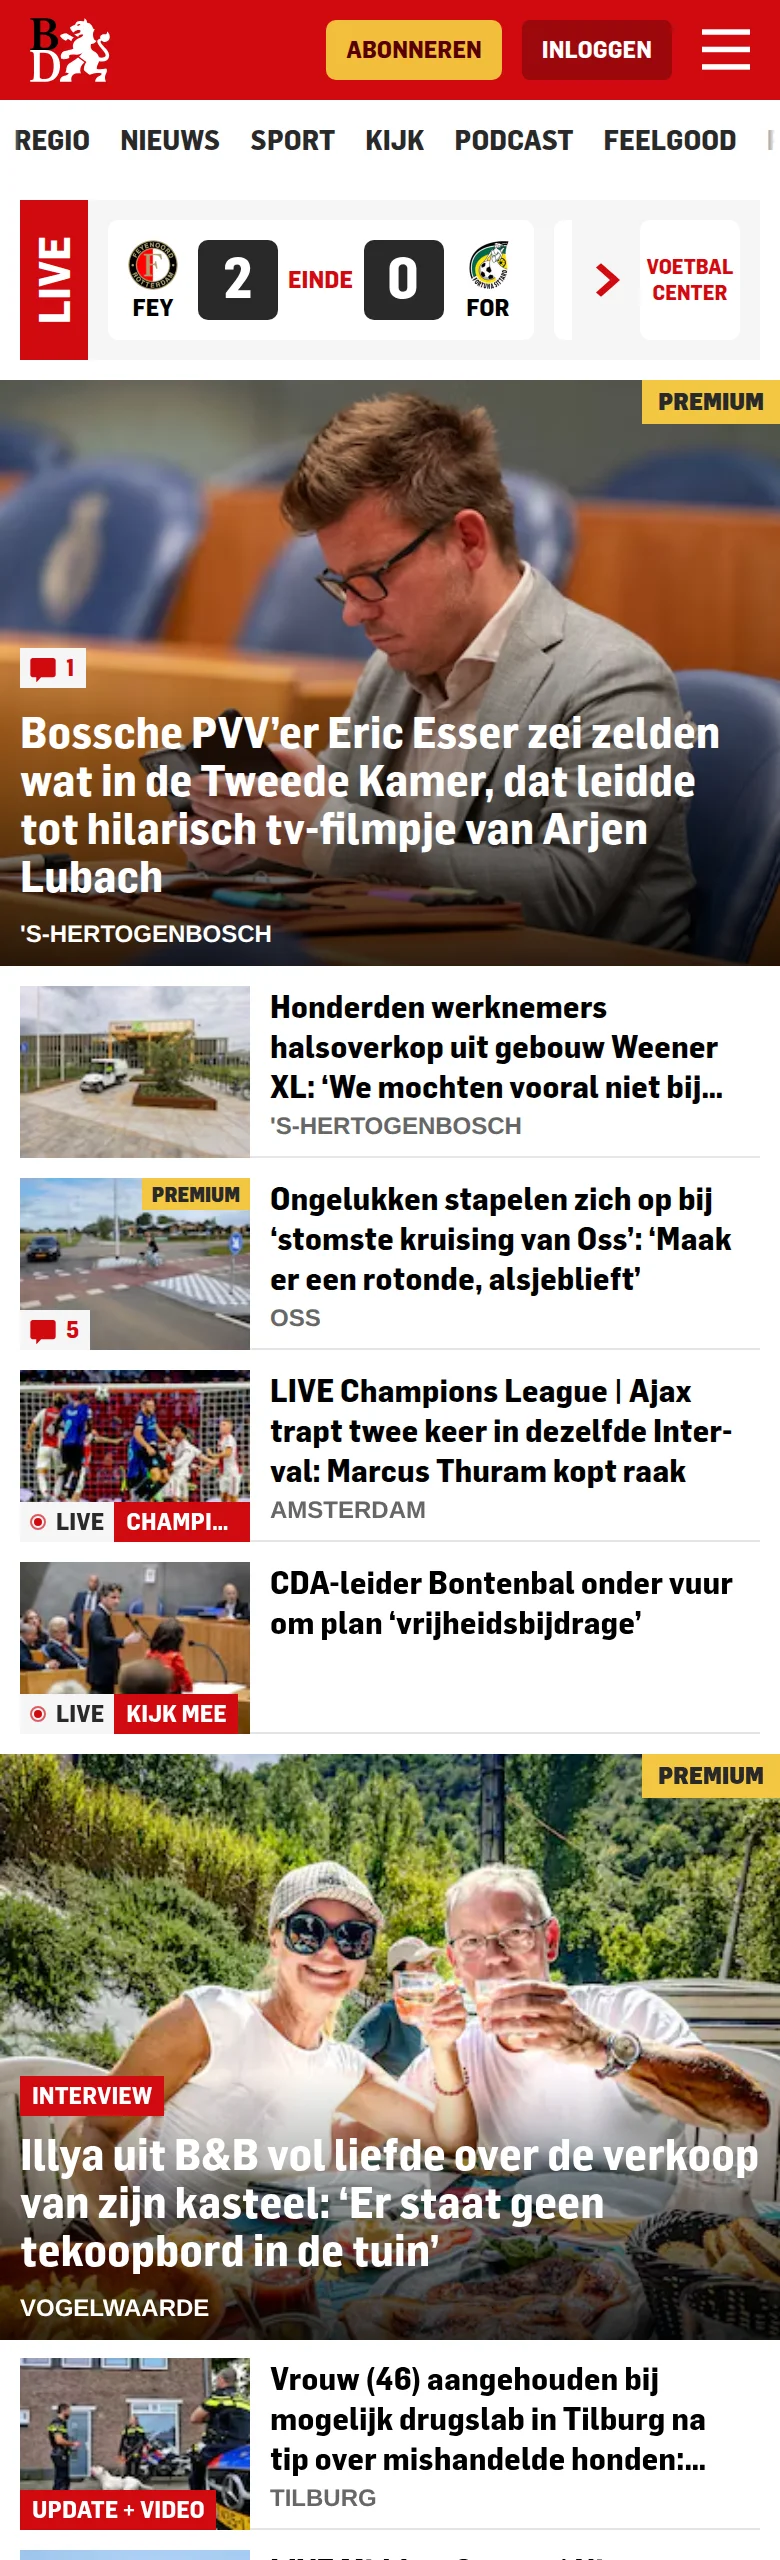 BD
ABONNEREN
INLOGGEN
REGIO NIEUWS SPORT KIJK PODCAST FEELGOOD
LIVE
FEY
2
EINDE
0
FOR
VOETBAL
CENTER
PREMIUM
1
Bossche PVV’er Eric Esser zei zelden
wat in de Tweede Kamer, dat leidde
tot hilarisch tv-filmpje van Arjen
Lubach
'S-HERTOGENBOSCH
Honderden werknemers
halsoverkop uit gebouw Weener
XL: ‘We mochten vooral niet bij...
'S-HERTOGENBOSCH
PREMIUM
5
Ongelukken stapelen zich op bij
‘stomste kruising van Oss’: ‘Maak
er een rotonde, alsjeblieft’
OSS
LIVE CHAMPI...
LIVE Champions League | Ajax
trapt twee keer in dezelfde Inter-
val: Marcus Thuram kopt raak
AMSTERDAM
LIVE KIJK MEE
CDA-leider Bontenbal onder vuur
om plan ‘vrijheidsbijdrage’
PREMIUM
INTERVIEW
Illya uit B&B vol liefde over de verkoop
van zijn kasteel: ‘Er staat geen
tekoopbord in de tuin’
VOGELWAARDE
UPDATE + VIDEO
Vrouw (46) aangehouden bij
mogelijk drugslab in Tilburg na
tip over mishandelde honden:...
TILBURG